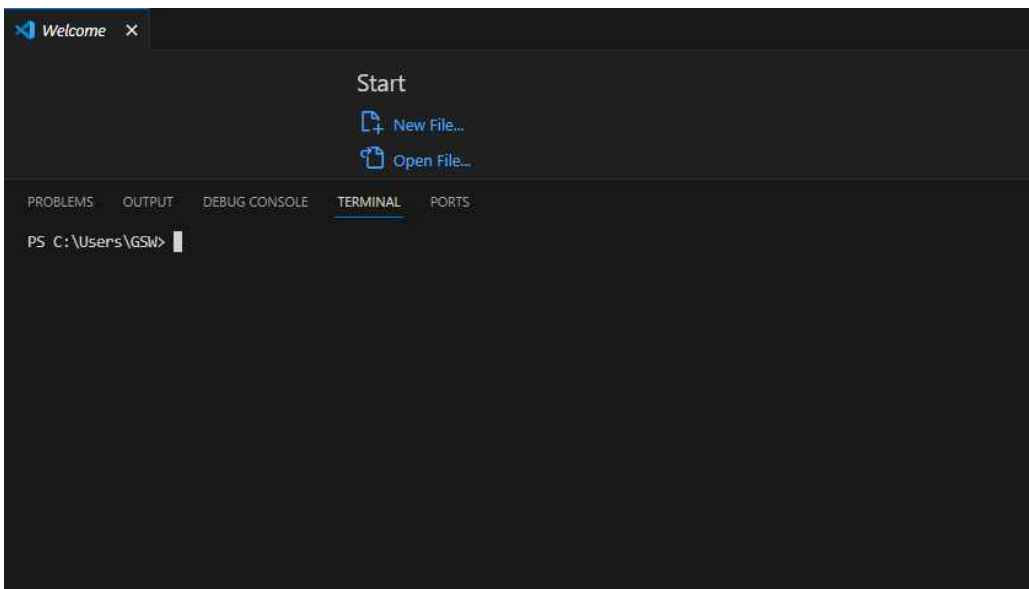 Welcome
Start
New File...
Open File...
PROBLEMS OUTPUT DEBUG CONSOLE TERMINAL PORTS
PS C:\Users\GSW>